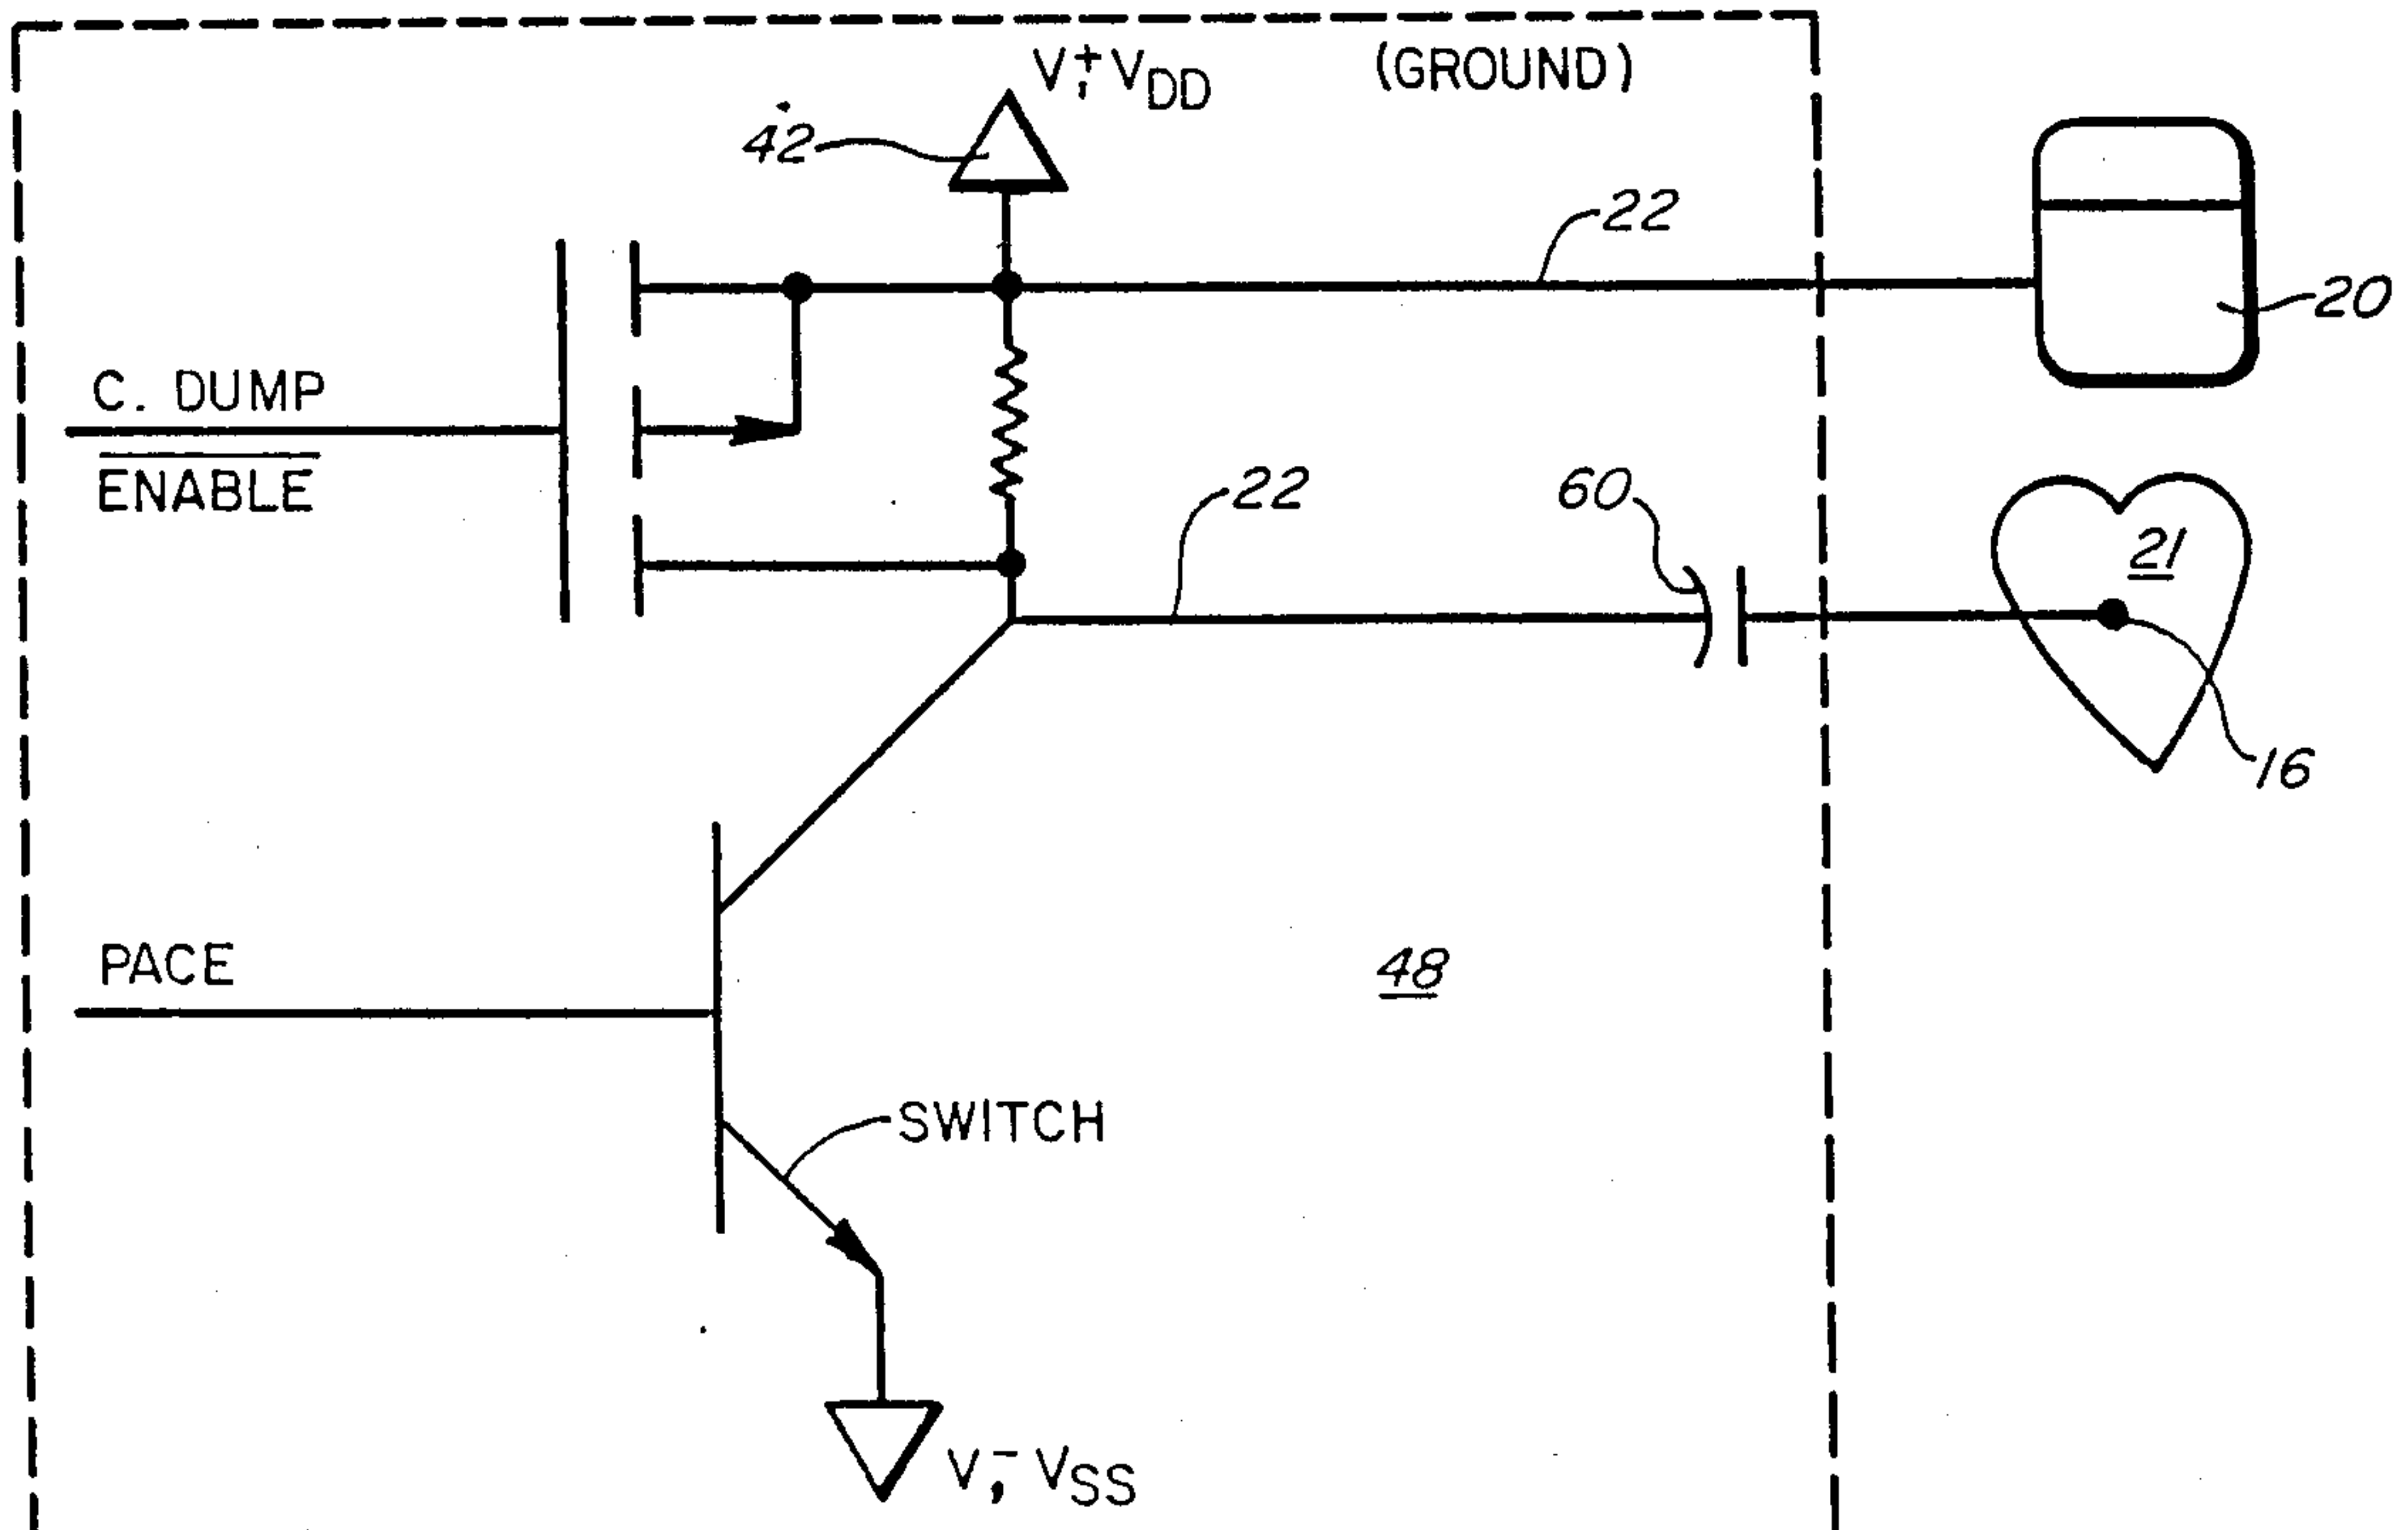 V,+ VDD (GROUND)
42
22
20
C. DUMP
ENABLE
22
60
21
16
PACE
48
SWITCH
V,- VSS